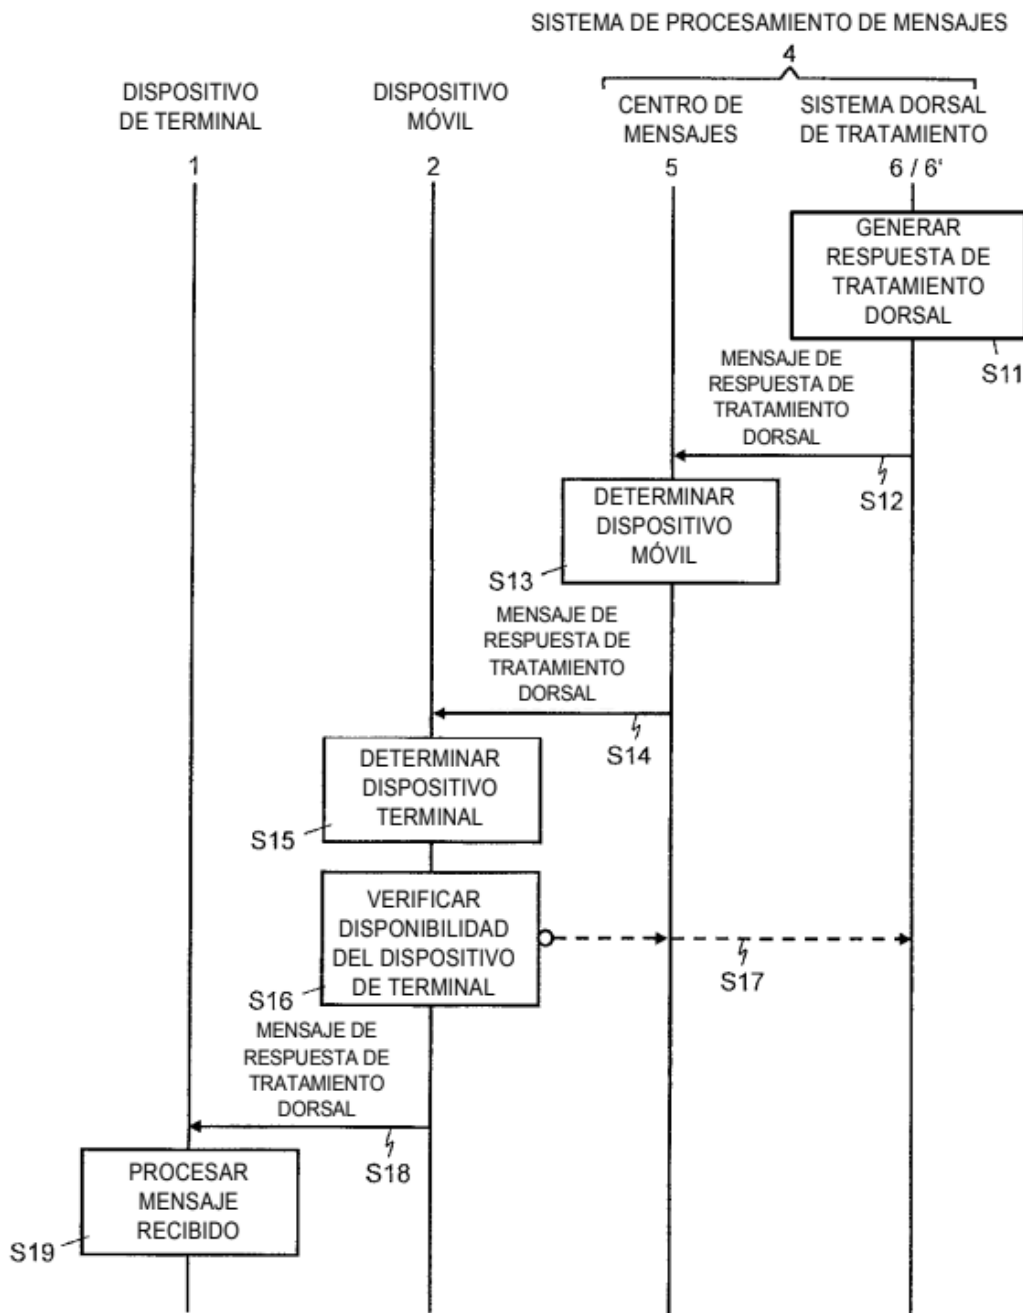 SISTEMA DE PROCESAMIENTO DE MENSAJES
4
DISPOSITIVO
DE TERMINAL
1
DISPOSITIVO
MÓVIL
2
CENTRO DE
MENSAJES
5
SISTEMA DORSAL
DE TRATAMIENTO
6 / 6'
GENERAR
RESPUESTA DE
TRATAMIENTO
DORSAL
S11
MENSAJE DE
RESPUESTA DE
TRATAMIENTO
DORSAL
S12
DETERMINAR
DISPOSITIVO
MÓVIL
S13
MENSAJE DE
RESPUESTA DE
TRATAMIENTO
DORSAL
S14
DETERMINAR
DISPOSITIVO
TERMINAL
S15
VERIFICAR
DISPONIBILIDAD
DEL DISPOSITIVO
DE TERMINAL
S16
S17
MENSAJE DE
RESPUESTA DE
TRATAMIENTO
DORSAL
S18
PROCESAR
MENSAJE
RECIBIDO
S19